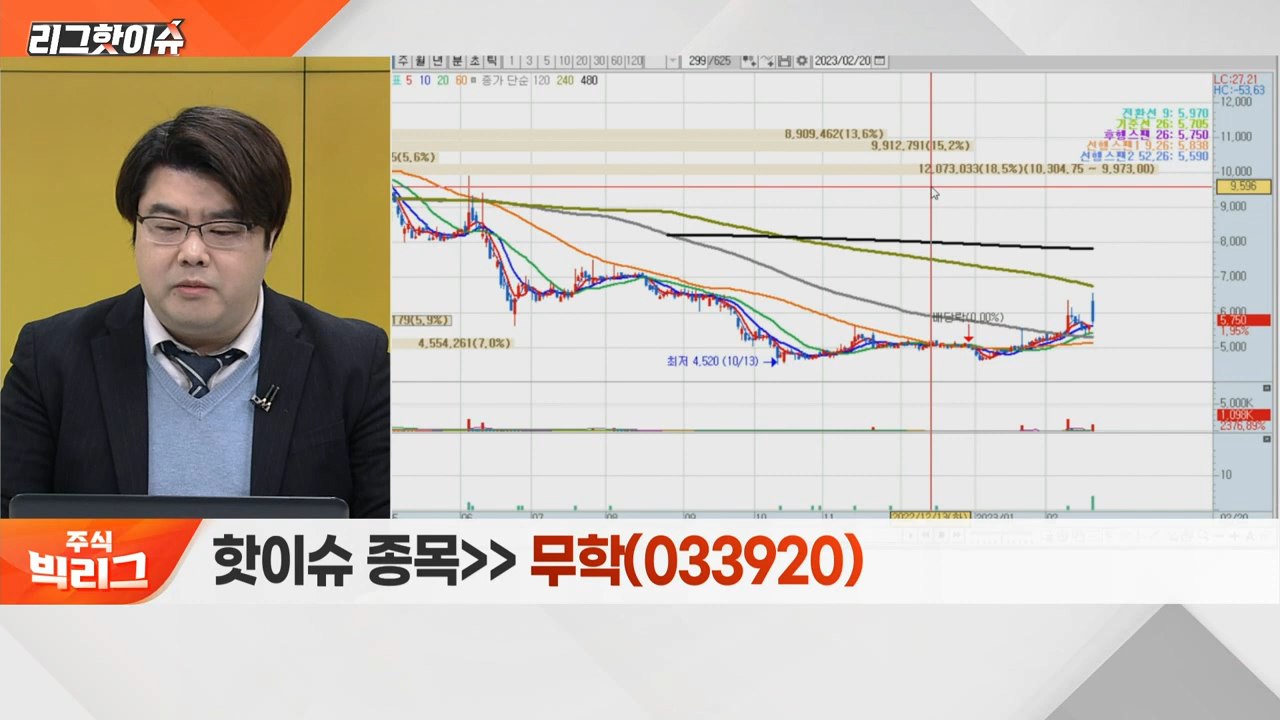 리그핫이슈
주 월 년 분 초 틱 1 3 5 10 20 30 60 120 299 /625 2023/02/20
5 10 20 60 종가 단순 120 240 480
LC:27,21
HC:-53,63
12,000
전환선 9: 5,970
기준선 26: 5,705
후행스팬 26: 5,750
선행스팬1 9,26: 5,838
선행스팬2 52,26: 5,590
8,909,462(13,6%)
11,000
9,912,791(15,2%)
5(5,6%)
12,073,033(18,5%)(10,304,75 ~ 9,973,00)
10,000
9,596
9,000
8,000
7,000
6,000
배당락(0,00%)
179(5,9%)
5,750
1,95%
4,554,261(7,0%)
5,000
최저 4,520 (10/13)
5,000K
1,098K
2376,89%
10
06 07 08 09 10 11 2022/12/13(화) 2023/01 02 02/20
주식
빅리그
핫이슈 종목>> 무학(033920)